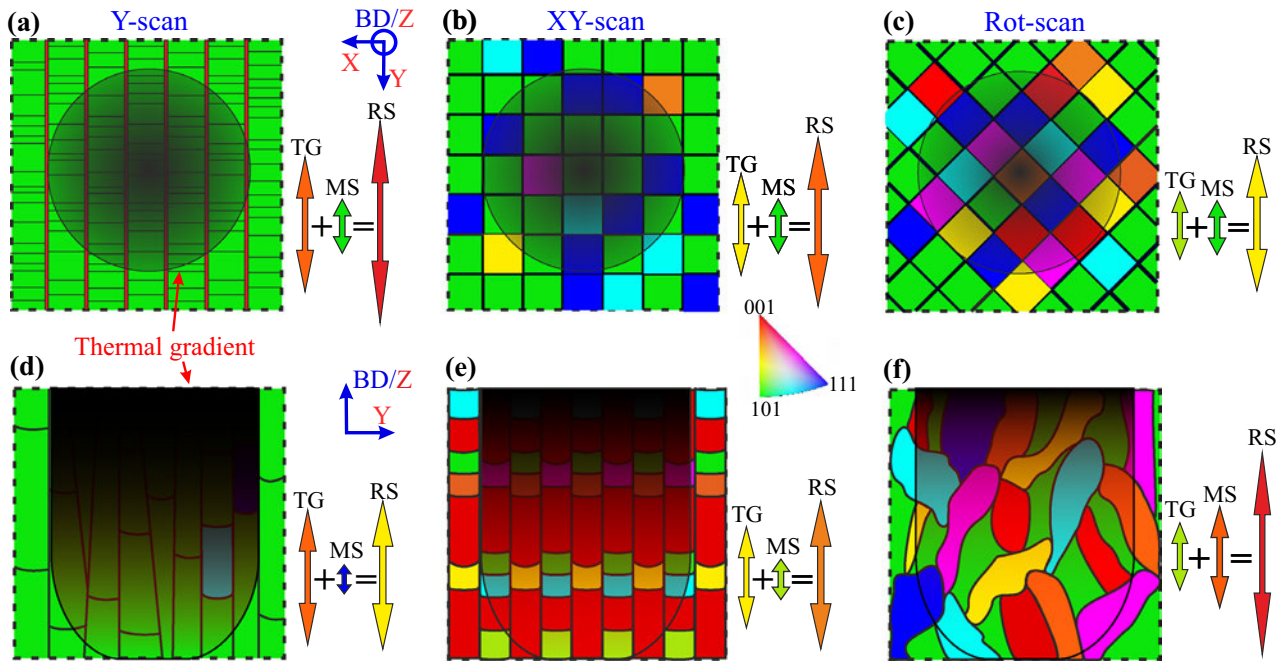 (a) Y-scan BD/Z (b) XY-scan (c) Rot-scan
X
Y
RS
TG
MS
+ =
TG
MS
RS
+ =
TG
MS
RS
+ =
Thermal gradient
001
111
101
(d)
BD/Z
Y
TG
MS
RS
+ =
(e)
TG
MS
RS
+ =
(f)
TG
MS
RS
+ =